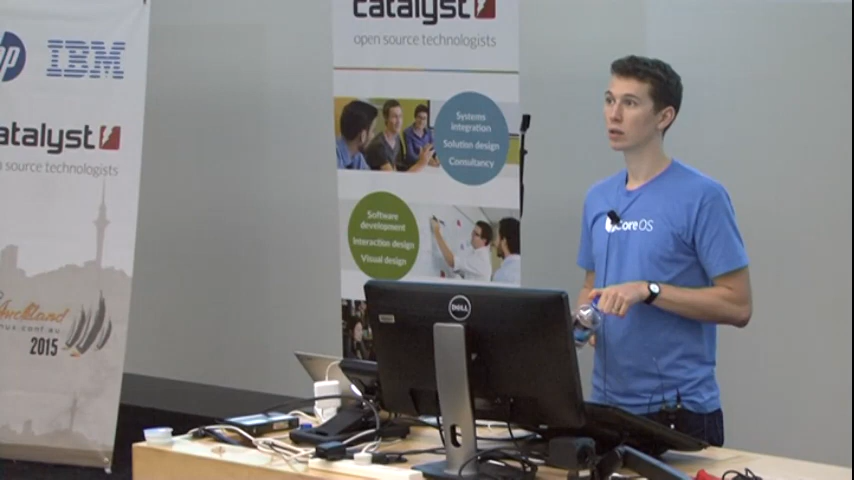 hp
IBM
catalyst
open source technologists
Auckland
2015
catalyst
open source technologists
Systems
integration
Solution design
Consultancy
Software
development
Interaction design
Visual design
DELL
CoreOS